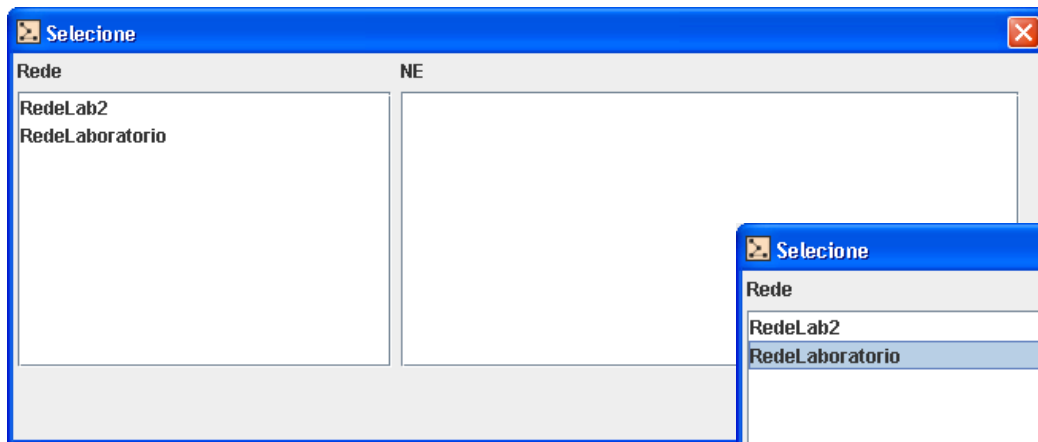 Selecione
Rede NE
RedeLab2
RedeLaboratorio
Selecione
Rede
RedeLab2
RedeLaboratorio